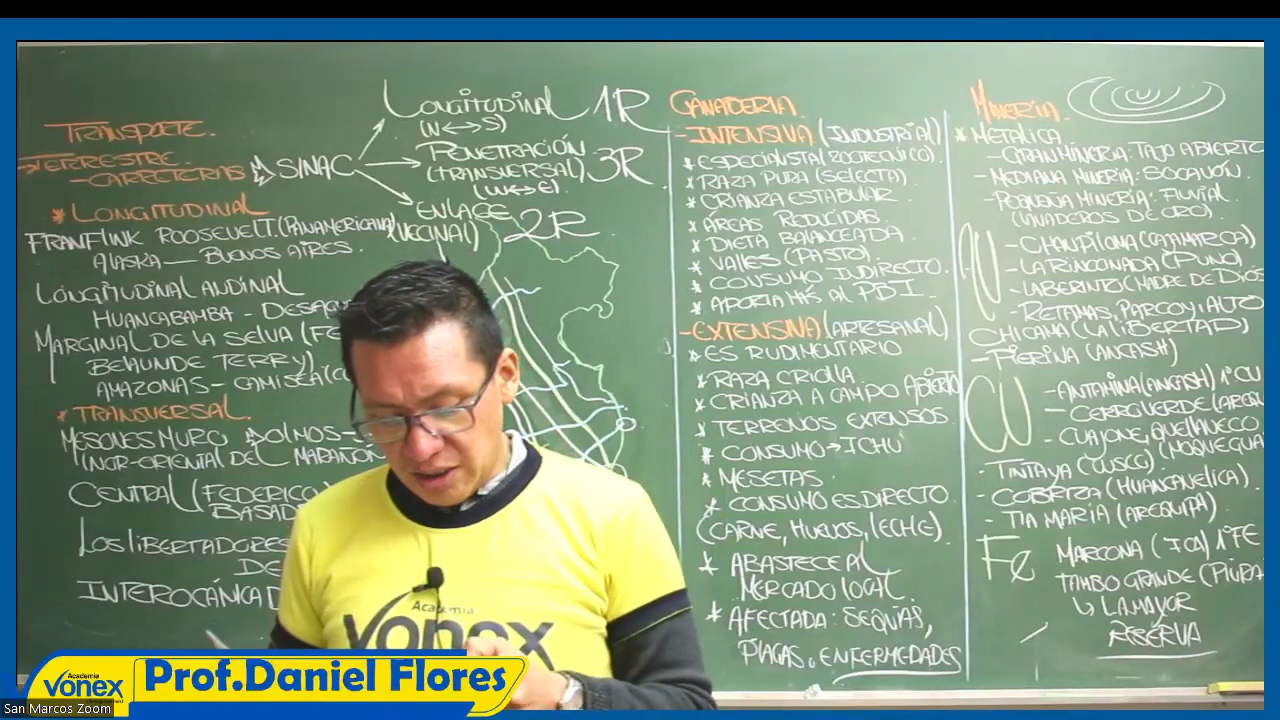 TRANSPORTE.
→TERRESTRE
-CARRETERAS → SINAC
LONGITUDINAL 1R
(N↔S)
PENETRACIÓN
(TRANSVERSAL) 3R
(W↔E)
ENLACE
(VECINAL) 2R
* LONGITUDINAL
FRANFLINK ROOSEVELT.(PANAMERICANA)
ALASKA — BUENOS AIRES.
LONGITUDINAL ANDINAL
HUANCABAMBA - DESAGU
MARGINAL DE LA SELVA (FE
BELAUNDE TERRY)
AMAZONAS - CAMISEA (C
* TRANSVERSAL.
MESONES MURO → OLMOS-
INGR-ORIENTAL DEL MARAÑON
CENTRAL (FEDERICO
BASAD
LOS LIBERTADORES
DE
INTEROCÁNICA D
GANADERIA.
-INTENSIVA (INDUSTRIAL)
* ESPECIALISTA (ZOOTECNICO).
* RAZA PURA (SELECTA)
* CRIANZA ESTABULAR
* ÁREAS REDUCIDAS
* DIETA BALANCEADA
* VALLES (PASTO)
* CONSUMO INDIRECTO.
* APORTA MÁS AL PBI.
-EXTENSIVA (ARTESANAL)
* ES RUDIMENTARIO
* RAZA CRIOLLA
* CRIANZA A CAMPO ABIERTO
* TERRENOS EXTENSOS
* CONSUMO→ICHU
* MESETAS
* CONSUMO ES DIRECTO
(CARNE, HUEVOS, LECHE)
* ABASTECE AL
MERCADO LOCAL
* AFECTADA: SEQUIAS,
PLAGAS, ENFERMEDADES
MINERIA.
* METALICA
- GRAN MINERIA: TAJO ABIERTO
- MEDIANA MINERIA: SOCAVÓN.
- PEQUEÑA MINERIA: FLUVIAL
(LAVADEROS DE ORO).
- CHAUPILOMA (CAJAMARCA)
- LA RINCONADA (PUNO)
- LABERINTO (MADRE DE DIOS
- RETAMAS, PARCOY, ALTO
CHICAMA (LA LIBERTAD)
- PIERINA (ANCASH)
CU
- ANTAMINA (ANCASH) 1° CU
- CERRO VERDE (AREQ
- CUAJONE, QUELLAVECO
(MOQUEGUA
- TINTAYA (CUSCO)
- COBRIZA (HUANCAVELICA).
- TIA MARIA (AREQUIPA)
Fe
MARCONA (ICA) 1° FE
TAMBO GRANDE (PIURA
↳ LA MAYOR
RESERVA
Academia
Vonex
Academia
Vonex
Prof.Daniel Flores
San Marcos Zoom